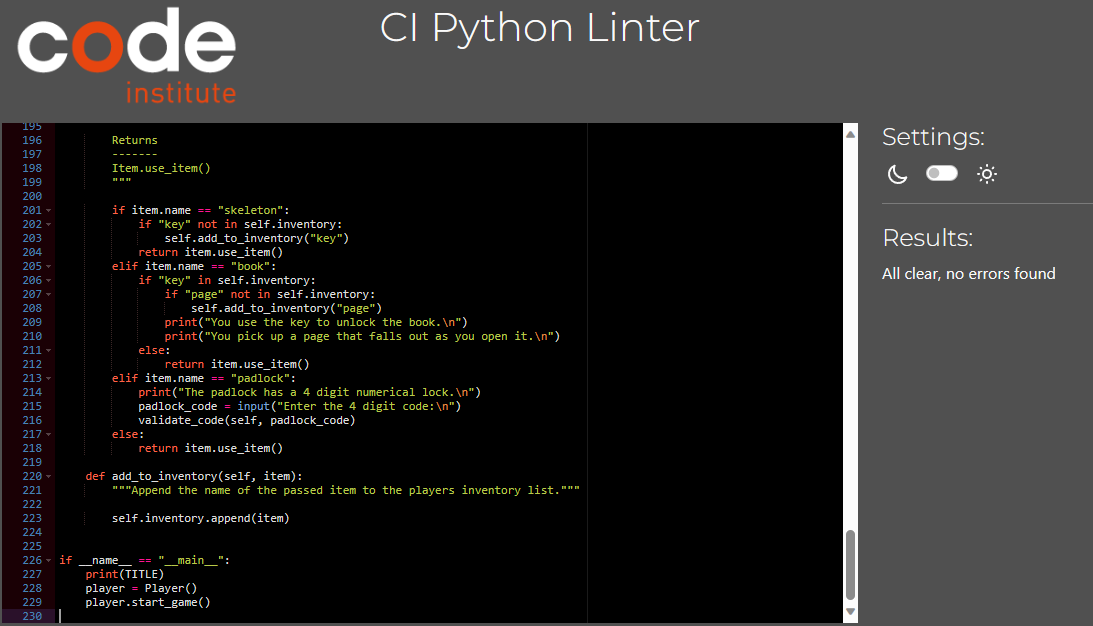 code
institute
CI Python Linter
195
196 Returns
197 -------
198 Item.use_item()
199 """
200
201 if item.name == "skeleton":
202 if "key" not in self.inventory:
203 self.add_to_inventory("key")
204 return item.use_item()
205 elif item.name == "book":
206 if "key" in self.inventory:
207 if "page" not in self.inventory:
208 self.add_to_inventory("page")
209 print("You use the key to unlock the book.\n")
210 print("You pick up a page that falls out as you open it.\n")
211 else:
212 return item.use_item()
213 elif item.name == "padlock":
214 print("The padlock has a 4 digit numerical lock.\n")
215 padlock_code = input("Enter the 4 digit code:\n")
216 validate_code(self, padlock_code)
217 else:
218 return item.use_item()
219
220 def add_to_inventory(self, item):
221 """Append the name of the passed item to the players inventory list."""
222
223 self.inventory.append(item)
224
225
226 if __name__ == "__main__":
227 print(TITLE)
228 player = Player()
229 player.start_game()
230
Settings:
Results:
All clear, no errors found